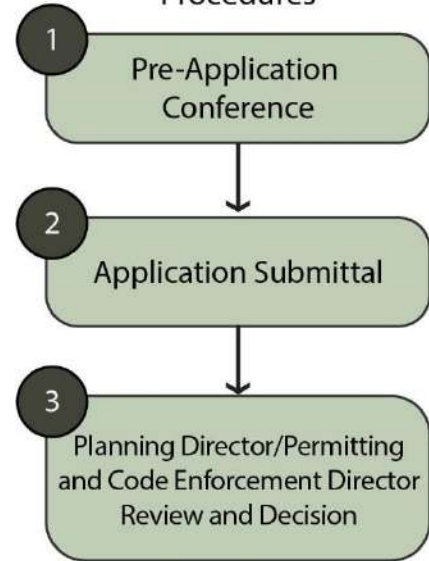 Procedures
1
Pre-Application
Conference
2
Application Submittal
3
Planning Director/Permitting
and Code Enforcement Director
Review and Decision